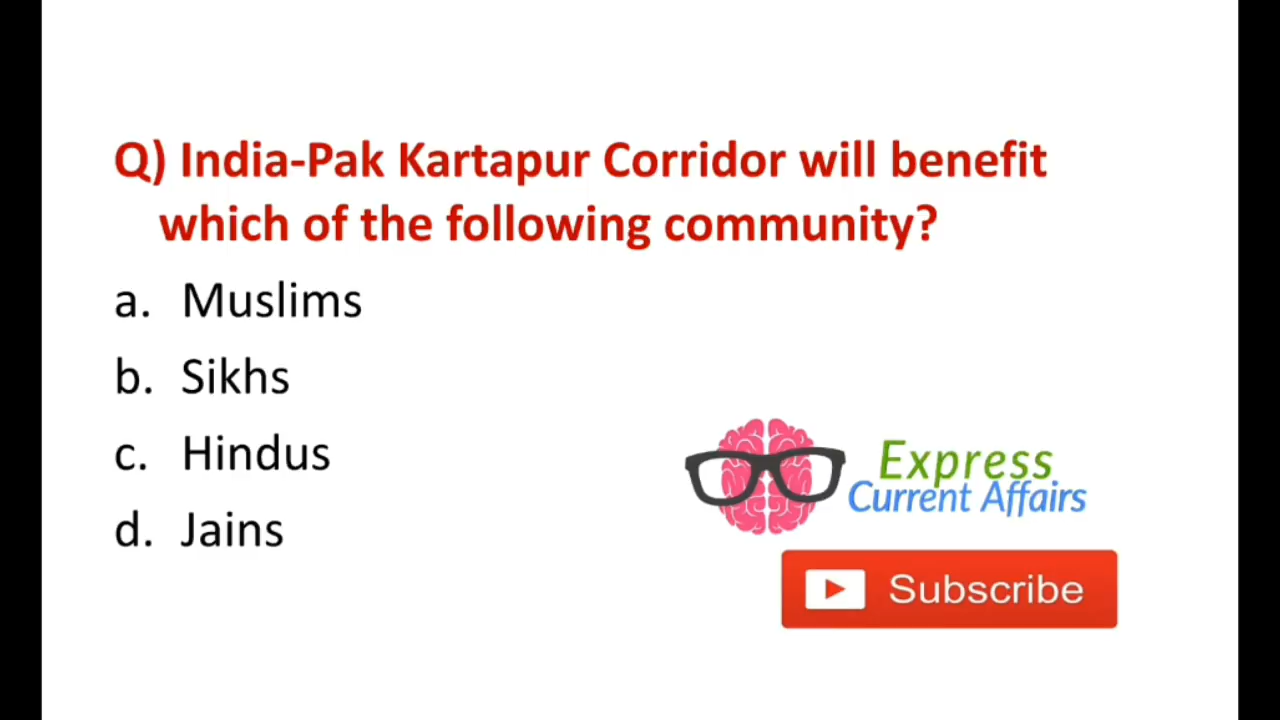 Q) India-Pak Kartapur Corridor will benefit
which of the following community?
a. Muslims
b. Sikhs
c. Hindus
d. Jains
Express
Current Affairs
Subscribe